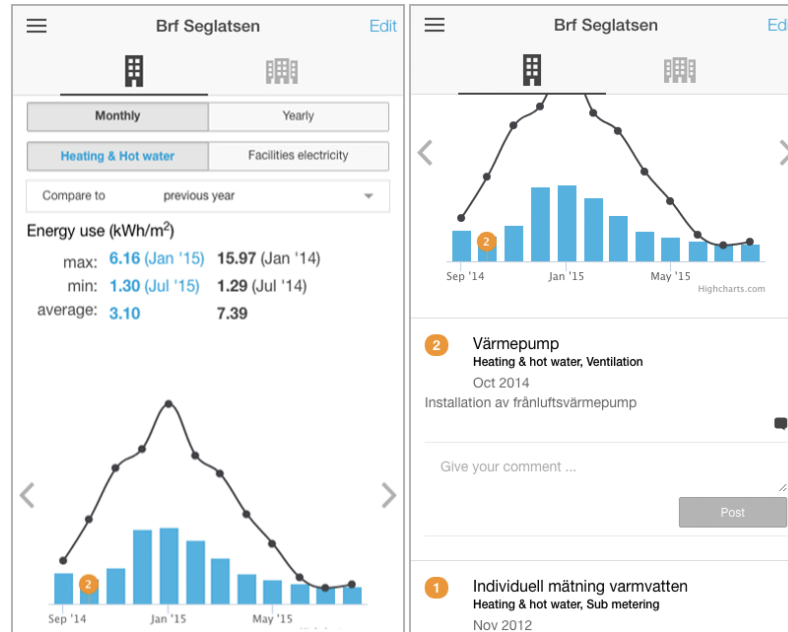 Brf Seglatsen
Edit
Monthly
Yearly
Heating & Hot water
Facilities electricity
Compare to
previous year
Energy use (kWh/m²)
max: 6.16 (Jan '15) 15.97 (Jan '14)
min: 1.30 (Jul '15) 1.29 (Jul '14)
average: 3.10 7.39
2
Sep '14
Jan '15
May '15
Brf Seglatsen
Edi
2
Sep '14
Jan '15
May '15
Highcharts.com
2
Värmepump
Heating & hot water, Ventilation
Oct 2014
Installation av frånluftsvärmepump
Give your comment ...
Post
1
Individuell mätning varmvatten
Heating & hot water, Sub metering
Nov 2012